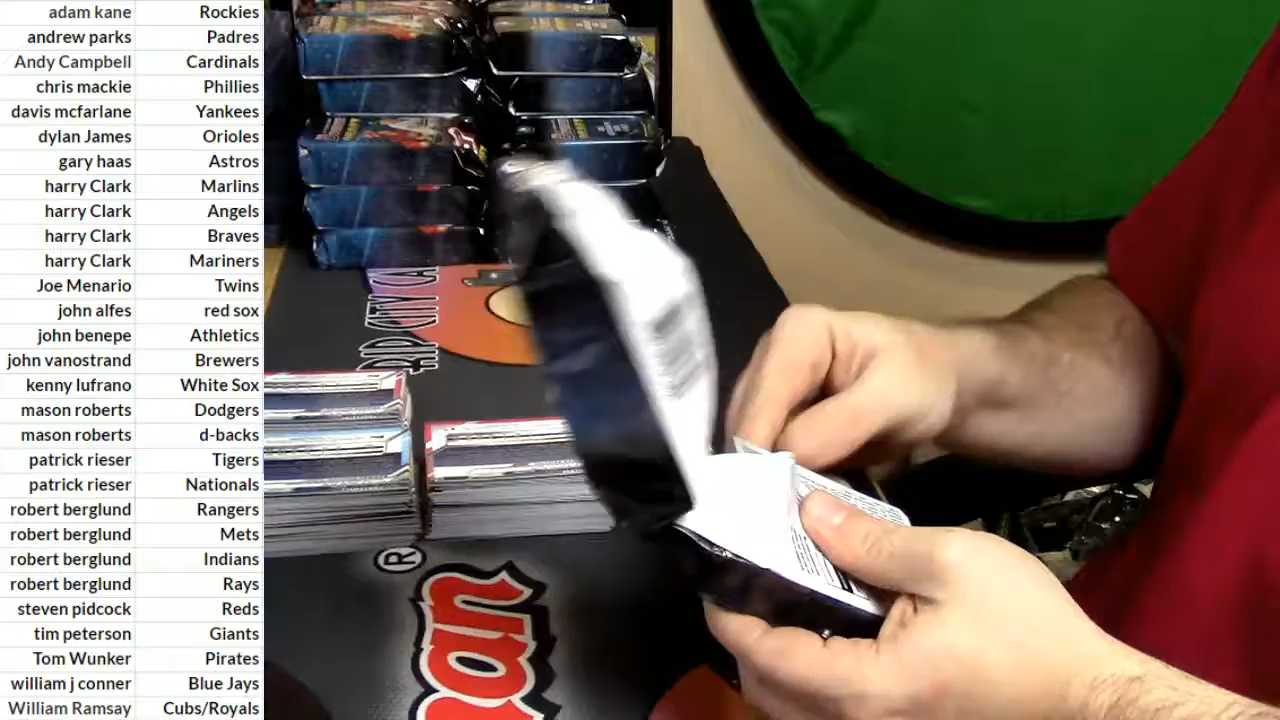 adam kane Rockies
andrew parks Padres
Andy Campbell Cardinals
chris mackie Phillies
davis mcfarlane Yankees
dylan James Orioles
gary haas Astros
harry Clark Marlins
harry Clark Angels
harry Clark Braves
harry Clark Mariners
Joe Menario Twins
john alfes red sox
john benepe Athletics
john vanostrand Brewers
kenny lufrano White Sox
mason roberts Dodgers
mason roberts d-backs
patrick rieser Tigers
patrick rieser Nationals
robert berglund Rangers
robert berglund Mets
robert berglund Indians
robert berglund Rays
steven pidcock Reds
tim peterson Giants
Tom Wunker Pirates
william j conner Blue Jays
William Ramsay Cubs/Royals
RIP CITY CA
®
an